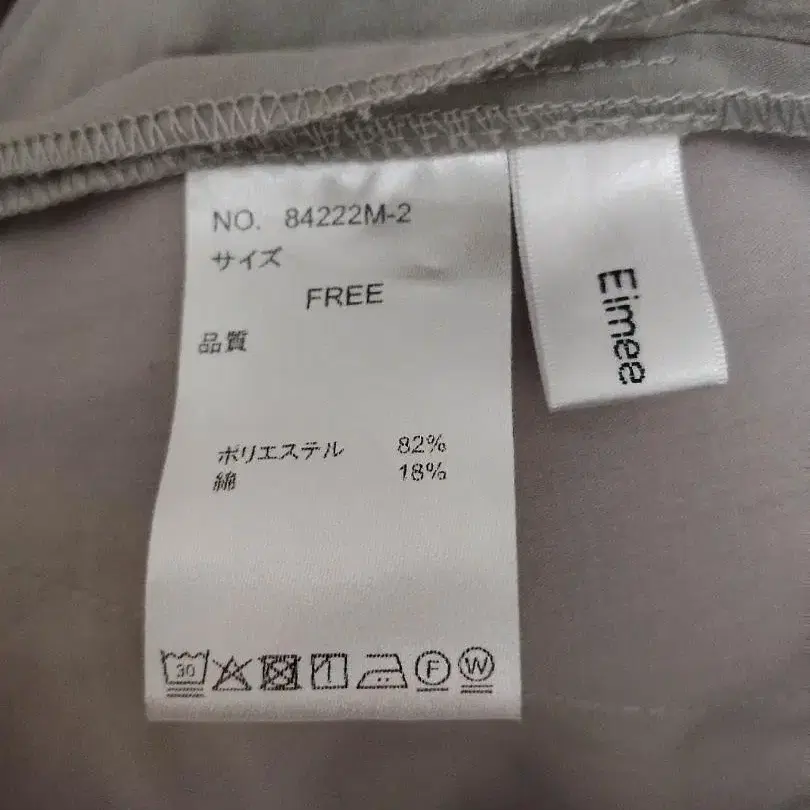 NO. 84222M-2
サイズ
FREE
品質
ポリエステル 82%
綿 18%
30
F
W
Eimee